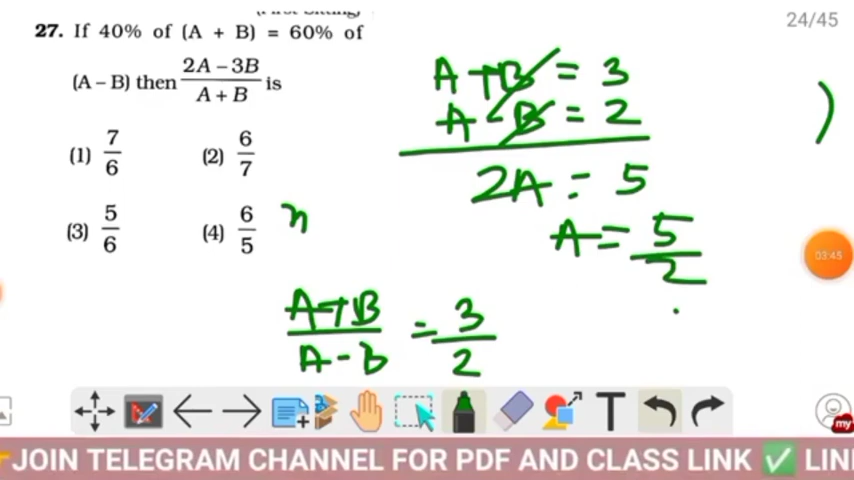 24/45
27. If 40% of (A + B) = 60% of
(A – B) then (2A – 3B)/(A + B) is
(1) 7/6 (2) 6/7
(3) 5/6 (4) 6/5
A + B = 3
A - B = 2
2A = 5
A = 5/2
(A+B)/(A-B) = 3/2
03:45
T
my
JOIN TELEGRAM CHANNEL FOR PDF AND CLASS LINK ✅ LIN